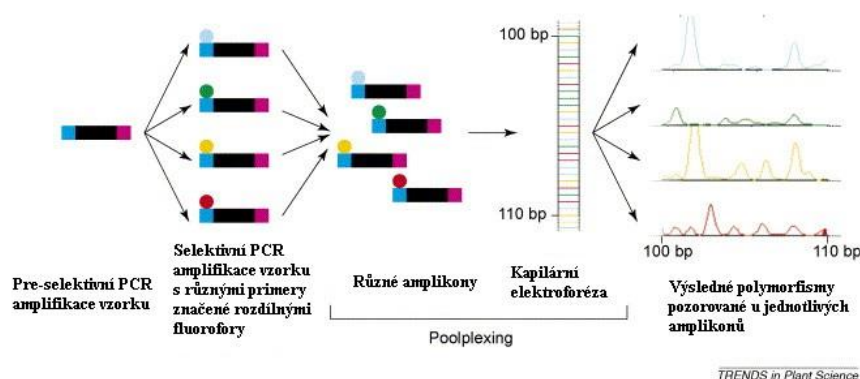 100 bp
110 bp
100 bp
110 bp
Pre-selektivní PCR
amplifikace vzorku
Selektivní PCR
amplifikace vzorku
s různými primery
značené rozdílnými
fluorofory
Různé amplikony
Kapilární
elektroforéza
Výsledné polymorfismy
pozorované u jednotlivých
amplikonů
Poolplexing
TRENDS in Plant Science